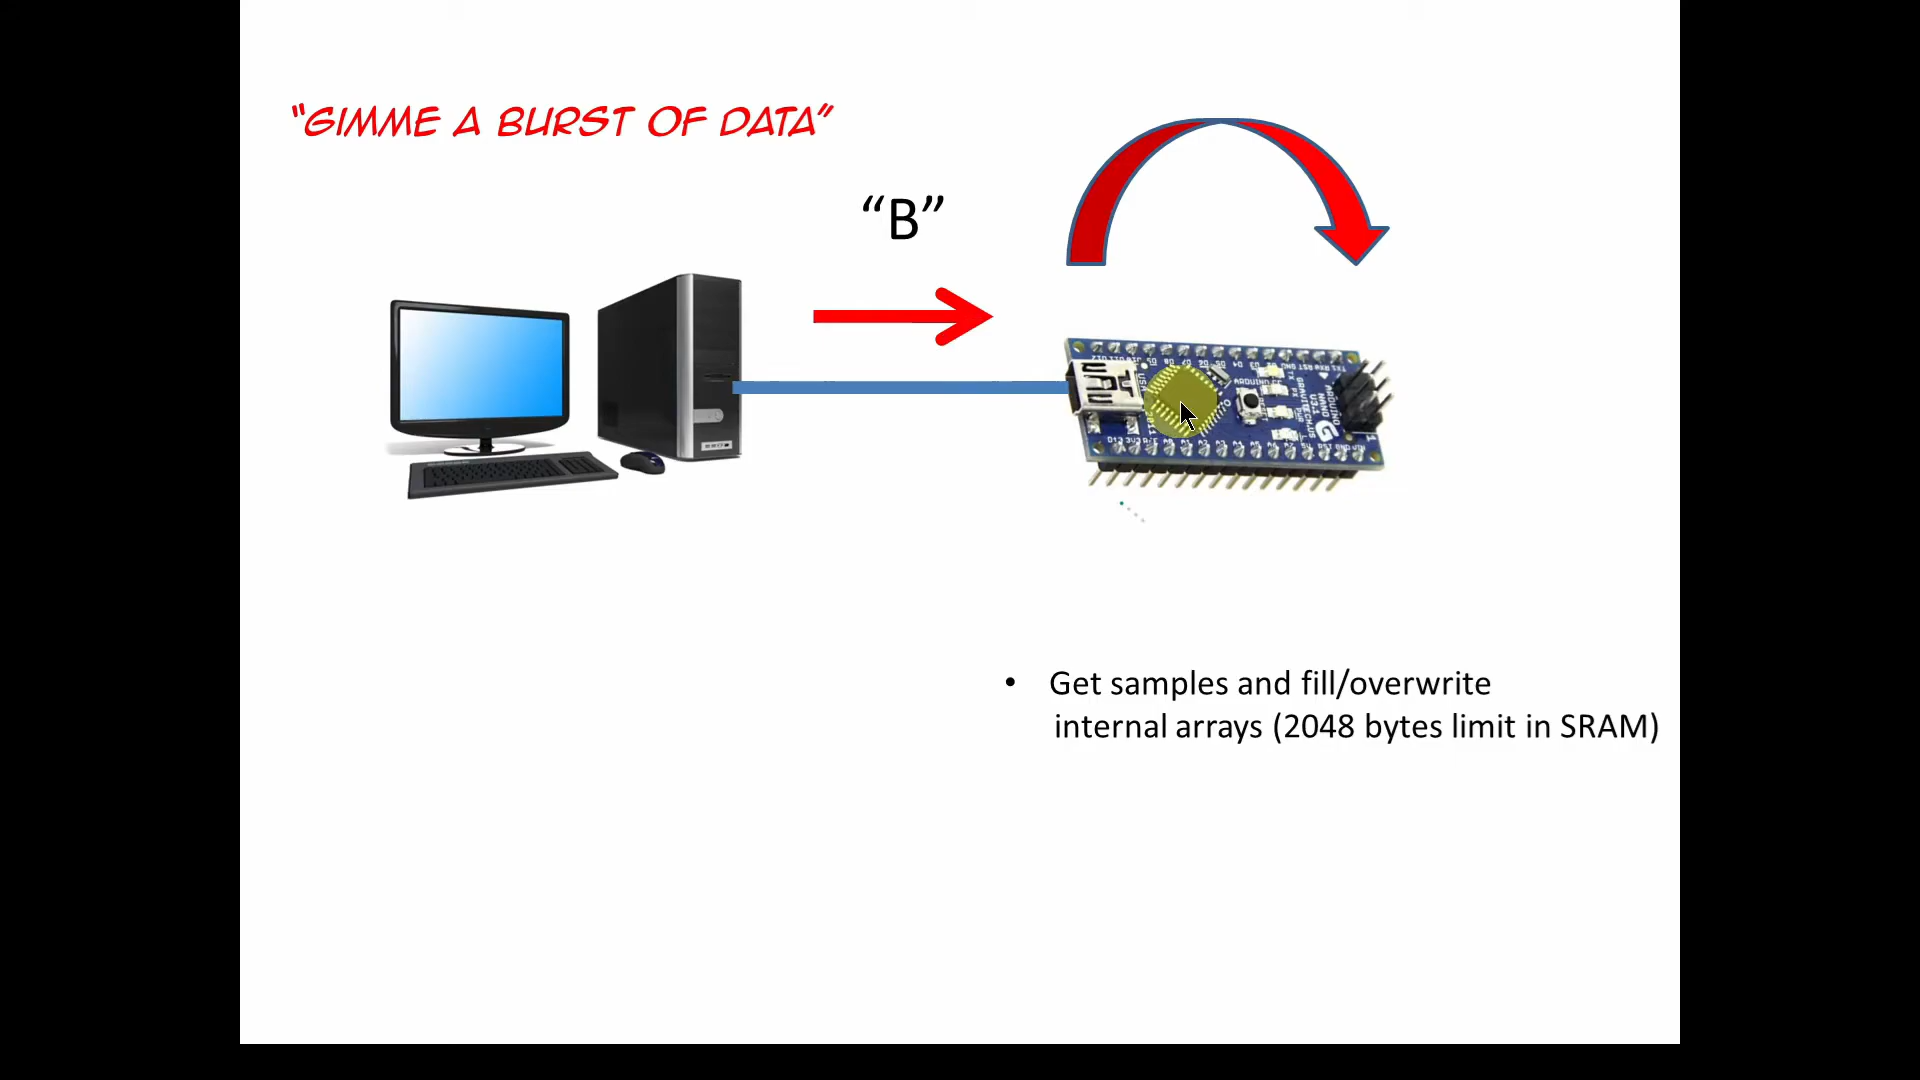 “GIMME A BURST OF DATA”
“B”
• Get samples and fill/overwrite
internal arrays (2048 bytes limit in SRAM)